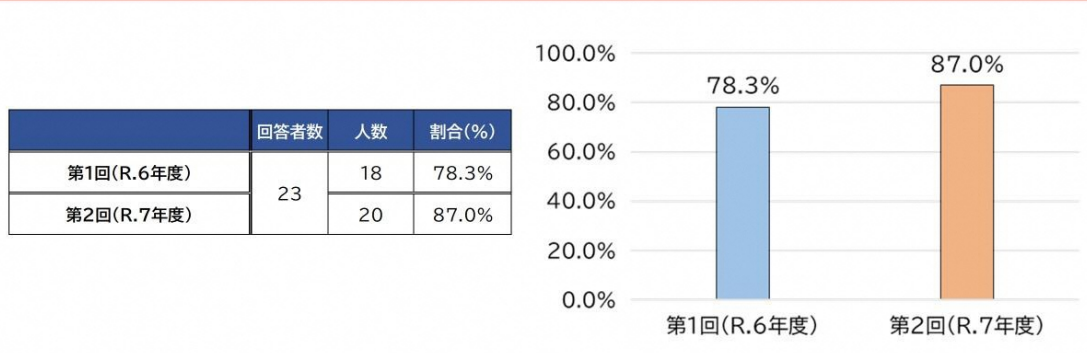 回答者数 人数 割合(%)
第1回(R.6年度) 23 18 78.3%
第2回(R.7年度) 20 87.0%
100.0%
80.0%
60.0%
40.0%
20.0%
0.0%
78.3%
87.0%
第1回(R.6年度) 第2回(R.7年度)